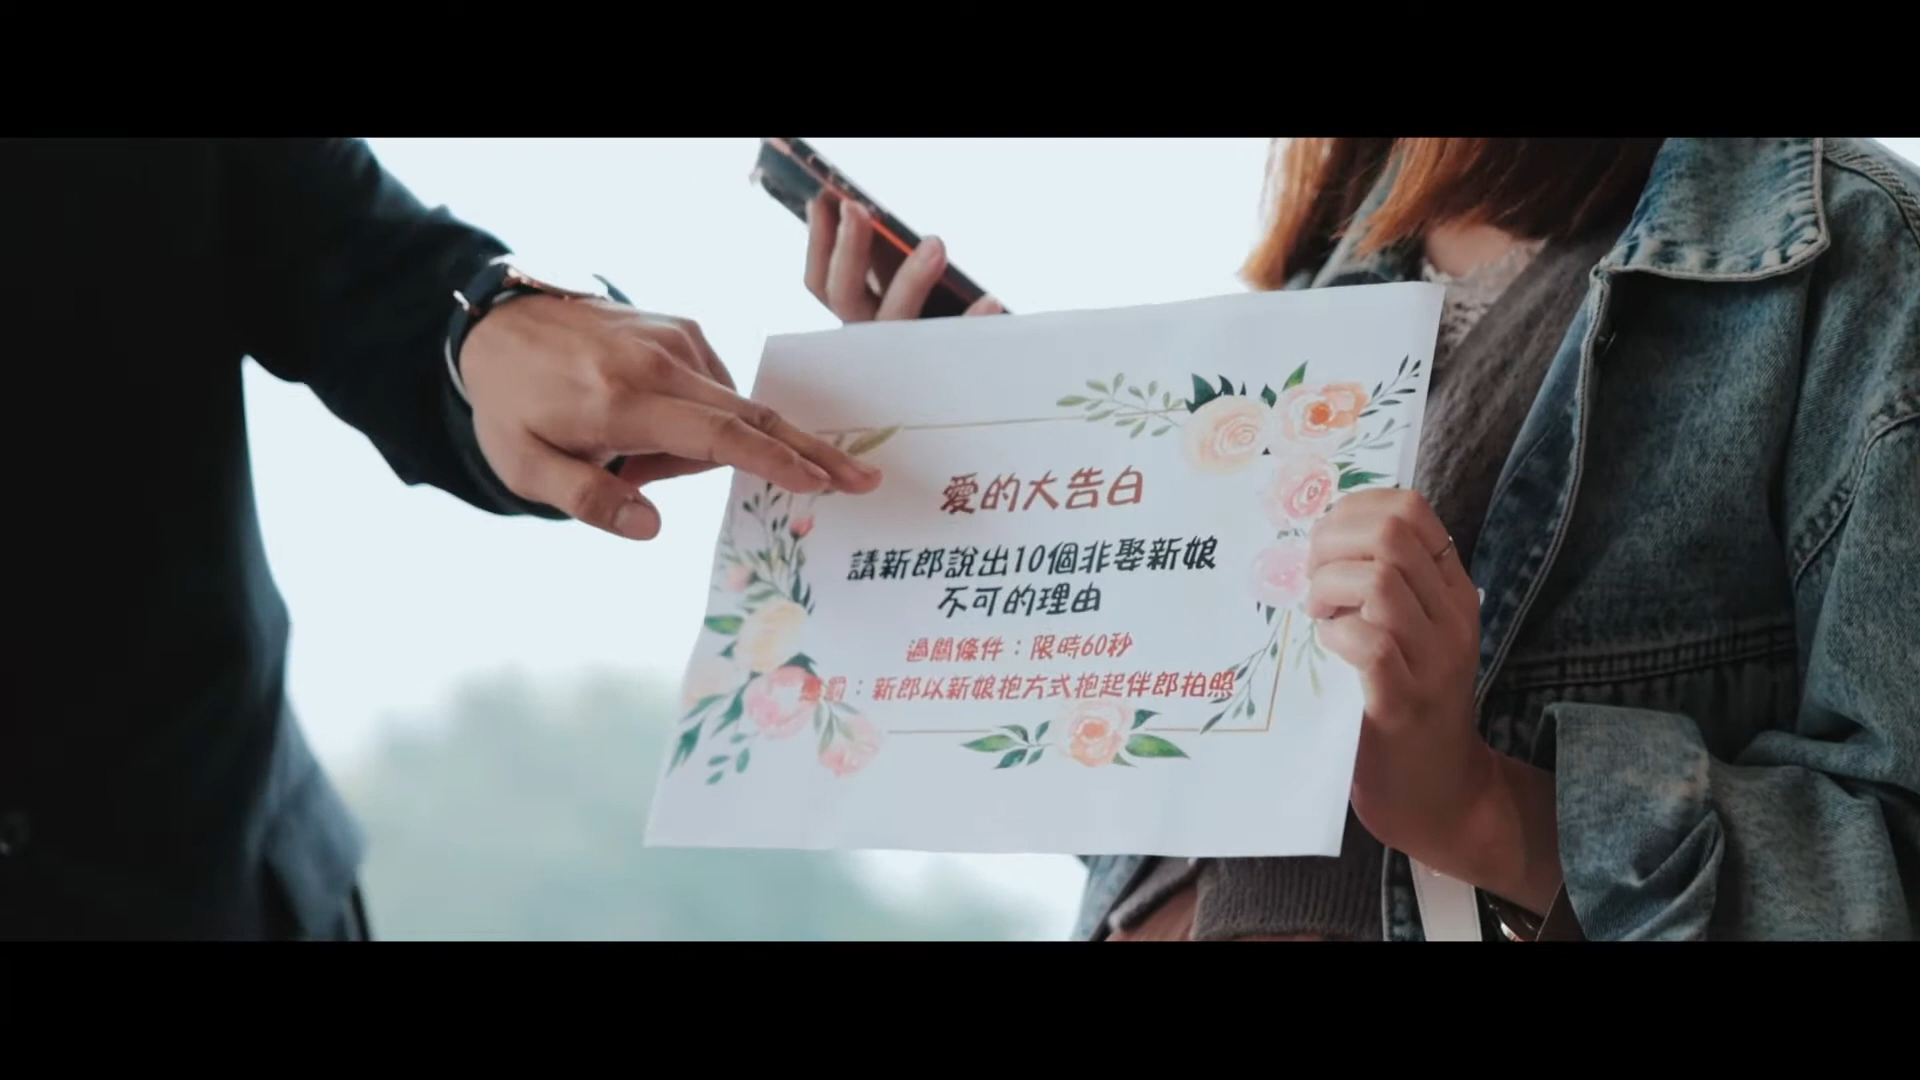 愛的大告白
請新郎說出10個非娶新娘
不可的理由
過關條件：限時60秒
懲罰：新郎以新娘抱方式抱起伴郎拍照